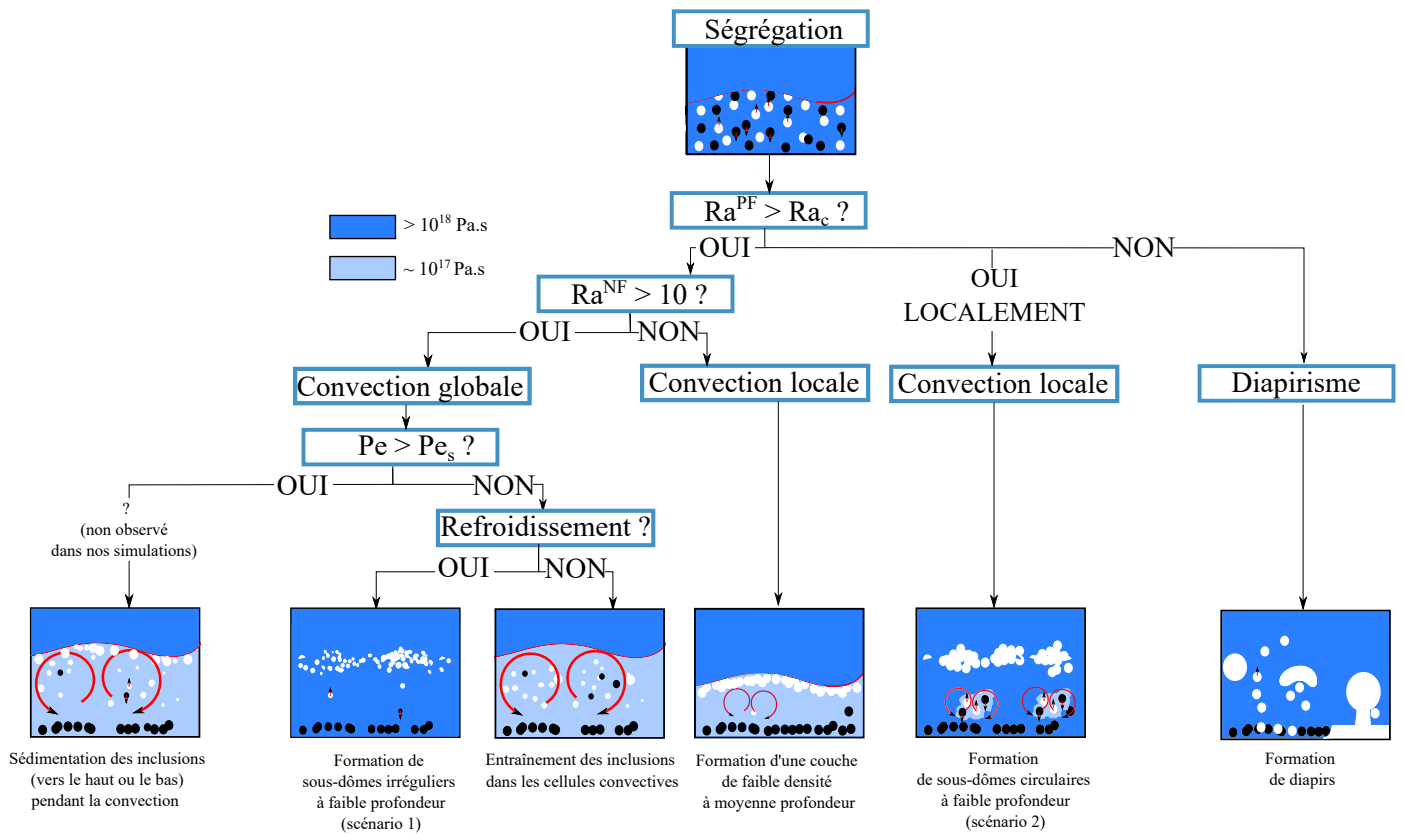 Ségrégation
Ra^PF > Ra_c ?
> 10^18 Pa.s
~ 10^17 Pa.s
OUI
NON
OUI
LOCALEMENT
Ra^NF > 10 ?
OUI
NON
Convection globale
Convection locale
Convection locale
Diapirisme
Pe > Pe_s ?
OUI
NON
?
(non observé
dans nos simulations)
Refroidissement ?
OUI
NON
Sédimentation des inclusions
(vers le haut ou le bas)
pendant la convection
Formation de
sous-dômes irréguliers
à faible profondeur
(scénario 1)
Entraînement des inclusions
dans les cellules convectives
Formation d'une couche
de faible densité
à moyenne profondeur
Formation
de sous-dômes circulaires
à faible profondeur
(scénario 2)
Formation
de diapirs